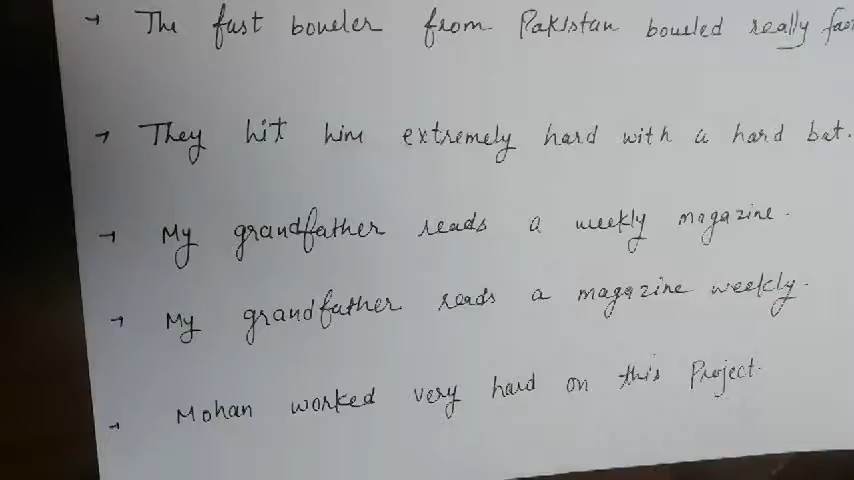 → The fast bowler from Pakistan bowled really
→ They hit him extremely hard with a hard bat.
→ My grandfather reads a weekly magazine.
→ My grandfather reads a magazine weekly.
→ Mohan worked very hard on this Project.